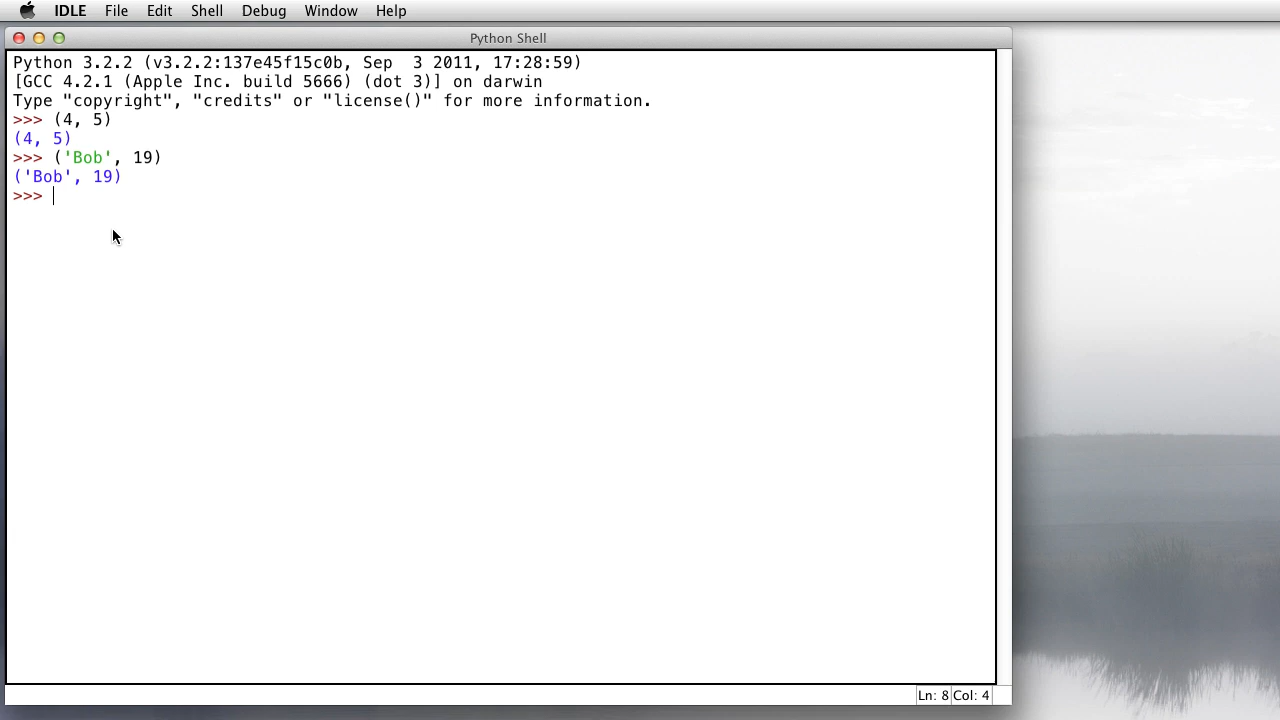 IDLE File Edit Shell Debug Window Help
Python Shell
Python 3.2.2 (v3.2.2:137e45f15c0b, Sep  3 2011, 17:28:59)
[GCC 4.2.1 (Apple Inc. build 5666) (dot 3)] on darwin
Type "copyright", "credits" or "license()" for more information.
>>> (4, 5)
(4, 5)
>>> ('Bob', 19)
('Bob', 19)
>>>
Ln: 8 Col: 4